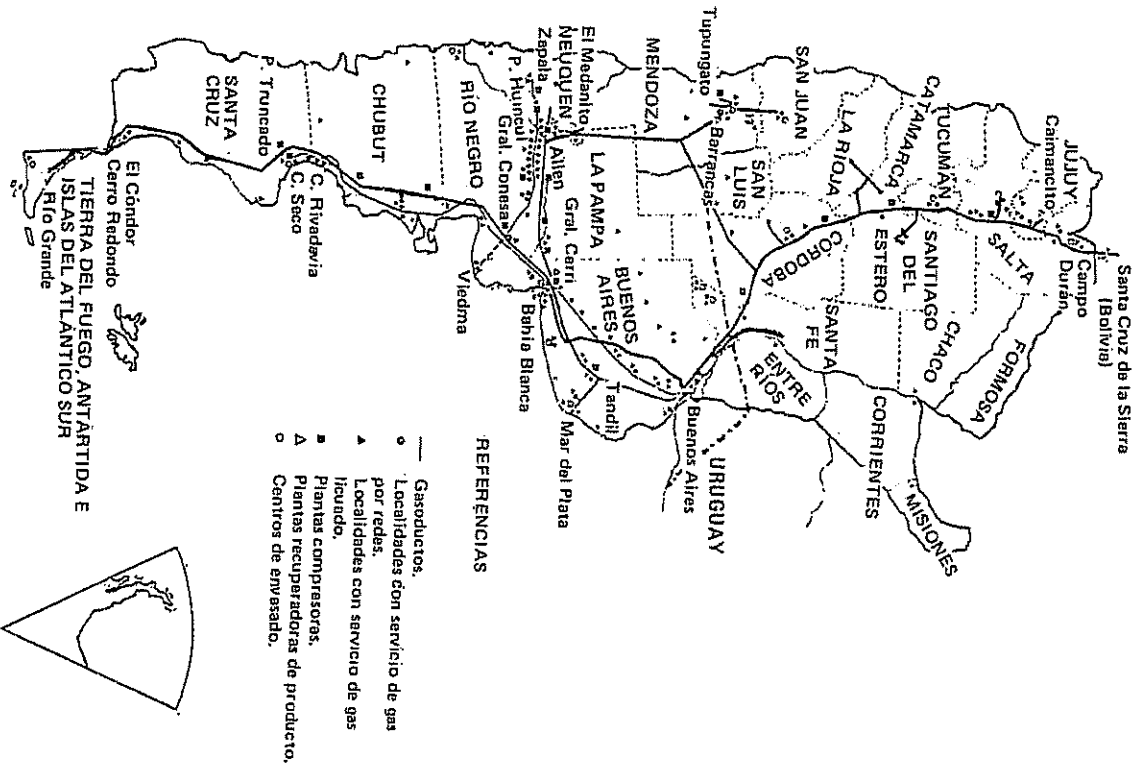 Santa Cruz de la Sierra
(Bolivia)
JUJUY
Caimancito
Campo
Durán
SALTA
FORMOSA
TUCUMÁN
CATAMARCA
SANTIAGO
DEL
ESTERO
CHACO
LA RIOJA
SAN JUAN
CÓRDOBA
SANTA
FE
CORRIENTES
MISIONES
ENTRE
RÍOS
SAN
LUIS
Tupungato
Barrancas
MENDOZA
URUGUAY
Buenos Aires
BUENOS
AIRES
LA PAMPA
El Medanito
NEUQUEN
Zapala
P. Huincul
Allen
Gral. Conesa
Gral. Cerri
Tandil
Mar del Plata
Bahía Blanca
RÍO NEGRO
Viedma
CHUBUT
C. Rivadavia
C. Seco
P. Truncado
SANTA
CRUZ
El Cóndor
Cerro Redondo
Río Grande
TIERRA DEL FUEGO, ANTÁRTIDA E
ISLAS DEL ATLÁNTICO SUR
REFERENCIAS
Gasoductos.
Localidades con servicio de gas
por redes.
Localidades con servicio de gas
licuado.
Plantas compresoras.
Plantas recuperadoras de producto.
Centros de envasado.